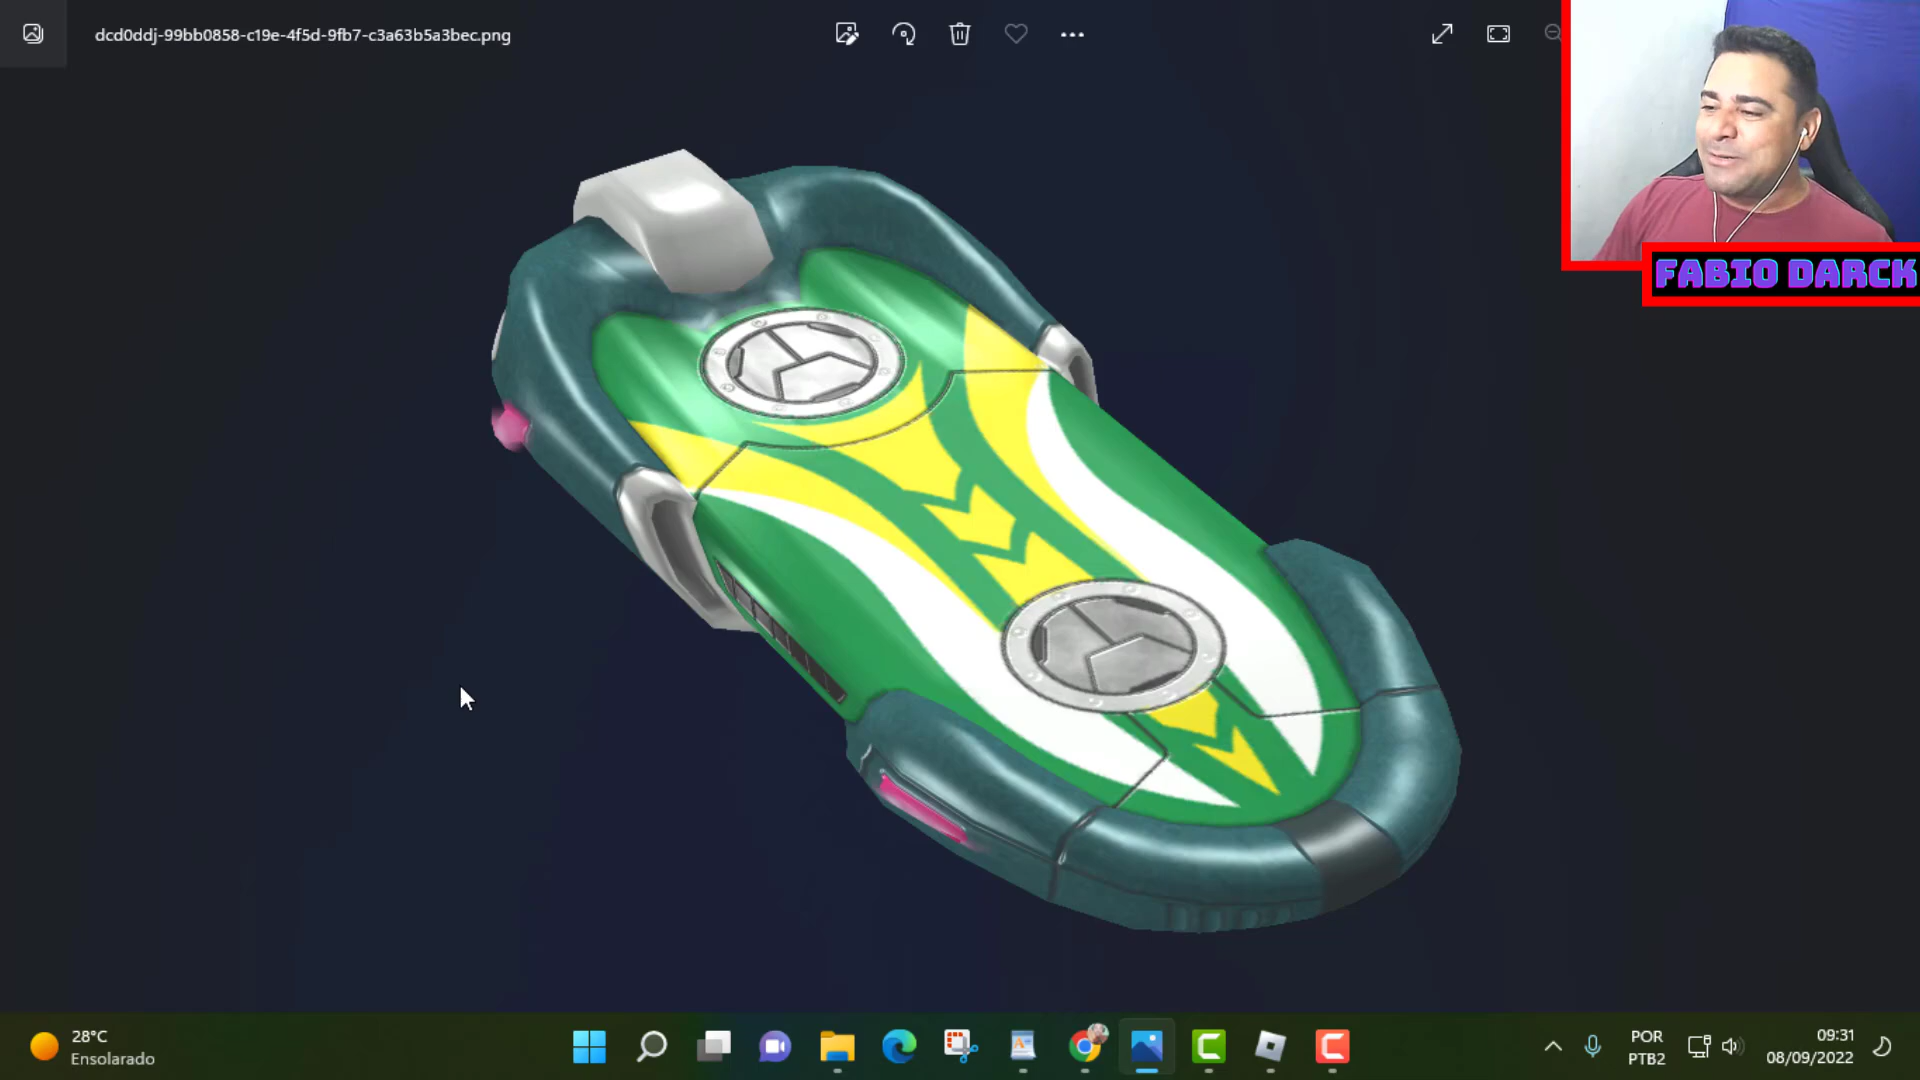 dcd0ddj-99bb0858-c19e-4f5d-9fb7-c3a63b5a3bec.png
FABIO DARCK
28°C
Ensolarado
POR
PTB2
09:31
08/09/2022